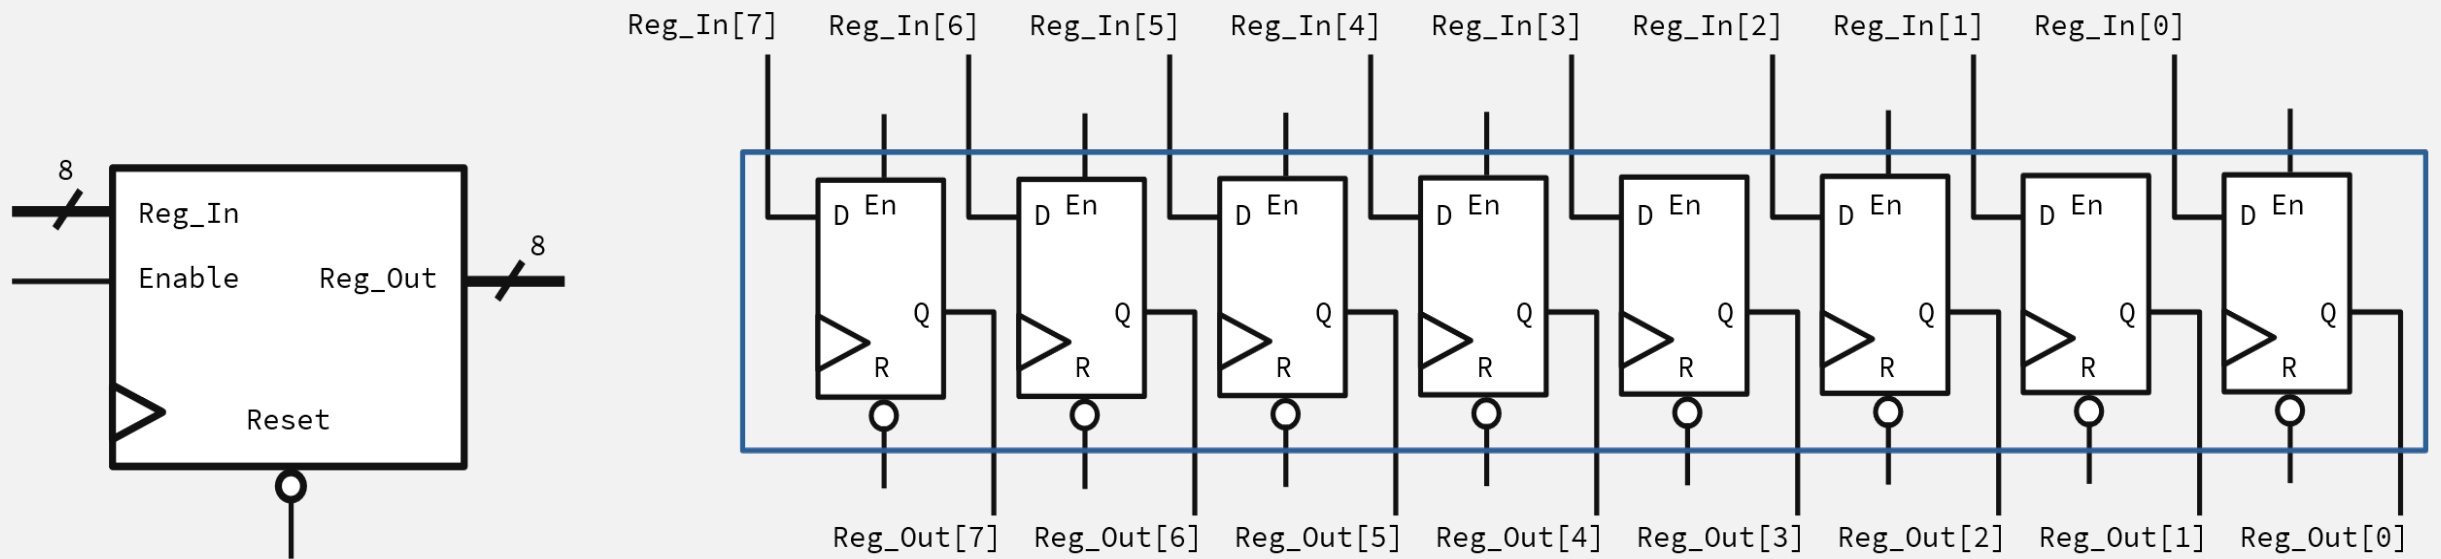 Reg_In[7] Reg_In[6] Reg_In[5] Reg_In[4] Reg_In[3] Reg_In[2] Reg_In[1] Reg_In[0]
8
Reg_In
Enable
Reg_Out
8
Reset
D En Q R
D En Q R
D En Q R
D En Q R
D En Q R
D En Q R
D En Q R
D En Q R
Reg_Out[7] Reg_Out[6] Reg_Out[5] Reg_Out[4] Reg_Out[3] Reg_Out[2] Reg_Out[1] Reg_Out[0]